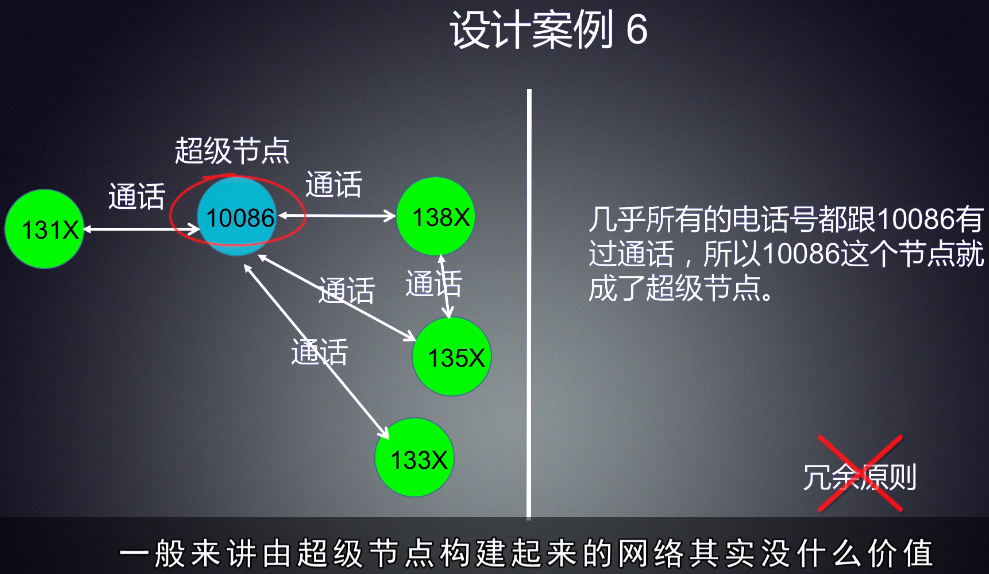 设计案例 6
超级节点
通话
通话
131X
10086
138X
通话
通话
通话
135X
133X
几乎所有的电话号都跟10086有
过通话，所以10086这个节点就
成了超级节点。
冗余原则
一般来讲由超级节点构建起来的网络其实没什么价值